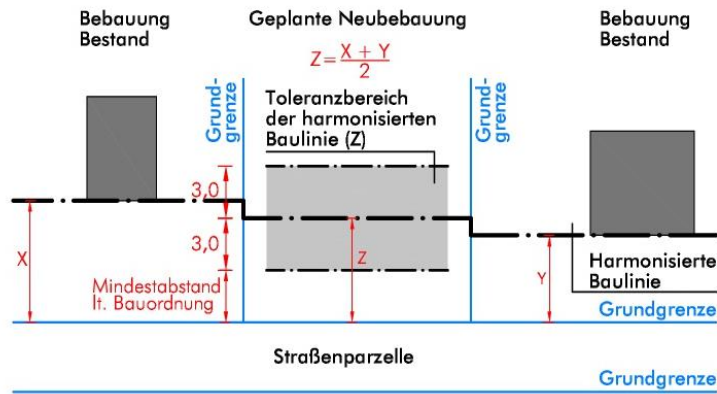 Bebauung
Bestand
Geplante Neubebauung
Z= X + Y
2
Bebauung
Bestand
Grund-
grenze
Toleranzbereich
der harmonisierten
Baulinie (Z)
Grund-
grenze
3,0
3,0
X
Z
Y
Mindestabstand
lt. Bauordnung
Harmonisierte
Baulinie
Grundgrenze
Straßenparzelle
Grundgrenze